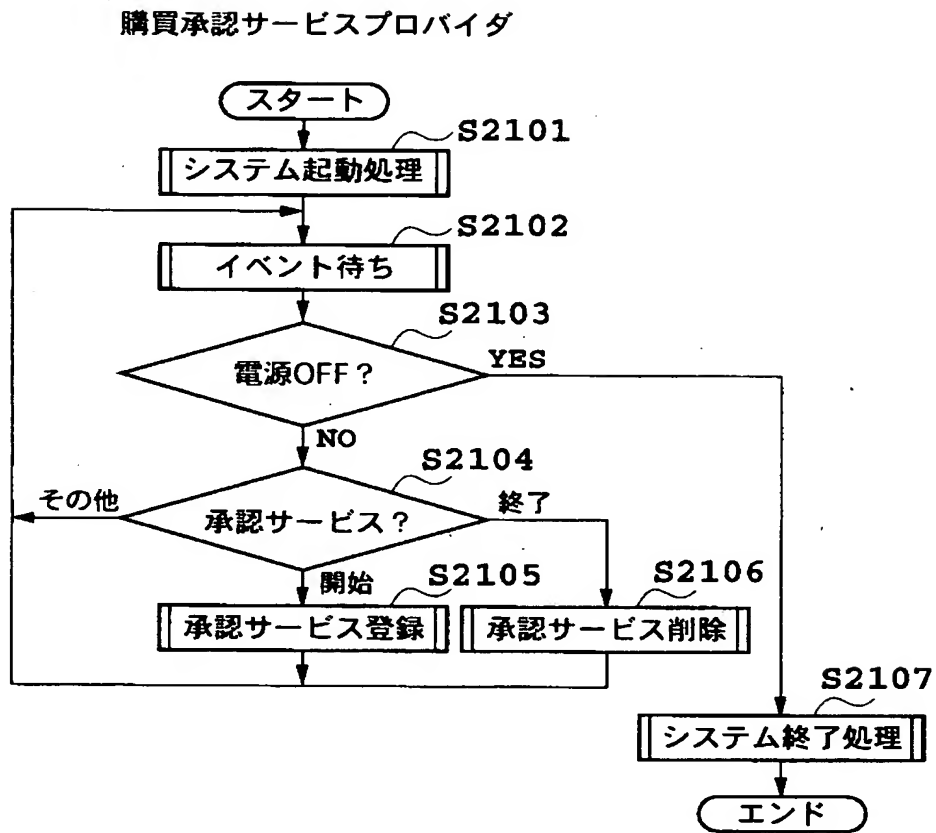 購買承認サービスプロバイダ
スタート
S2101
システム起動処理
S2102
イベント待ち
S2103
電源OFF？
YES
NO
S2104
その他
承認サービス？
終了
開始
S2105
S2106
承認サービス登録
承認サービス削除
S2107
システム終了処理
エンド